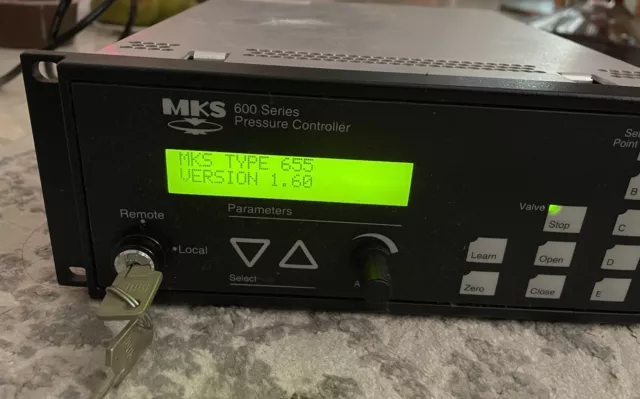 MKS
600 Series
Pressure Controller
MKS TYPE 655
VERSION 1.60
Parameters
Remote
Local
Select
A
Learn
Zero
Valve
Stop
Open
Close
Set
Point
B
C
D
E